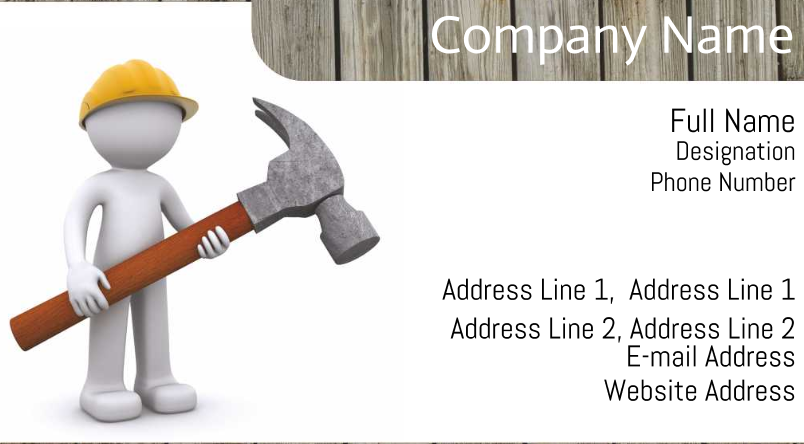 Company Name
Full Name
Designation
Phone Number
Address Line 1,  Address Line 1
Address Line 2, Address Line 2
E-mail Address
Website Address